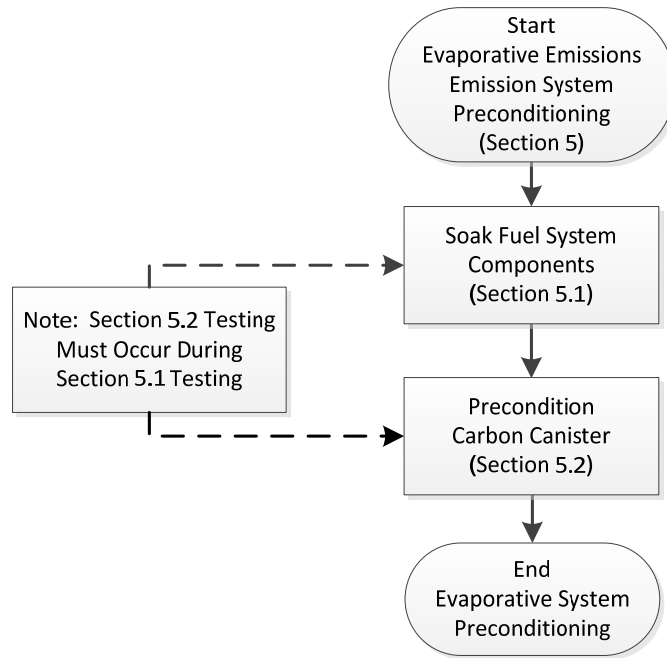 Start
Evaporative Emissions
Emission System
Preconditioning
(Section 5)
Soak Fuel System
Components
(Section 5.1)
Note: Section 5.2 Testing
Must Occur During
Section 5.1 Testing
Precondition
Carbon Canister
(Section 5.2)
End
Evaporative System
Preconditioning